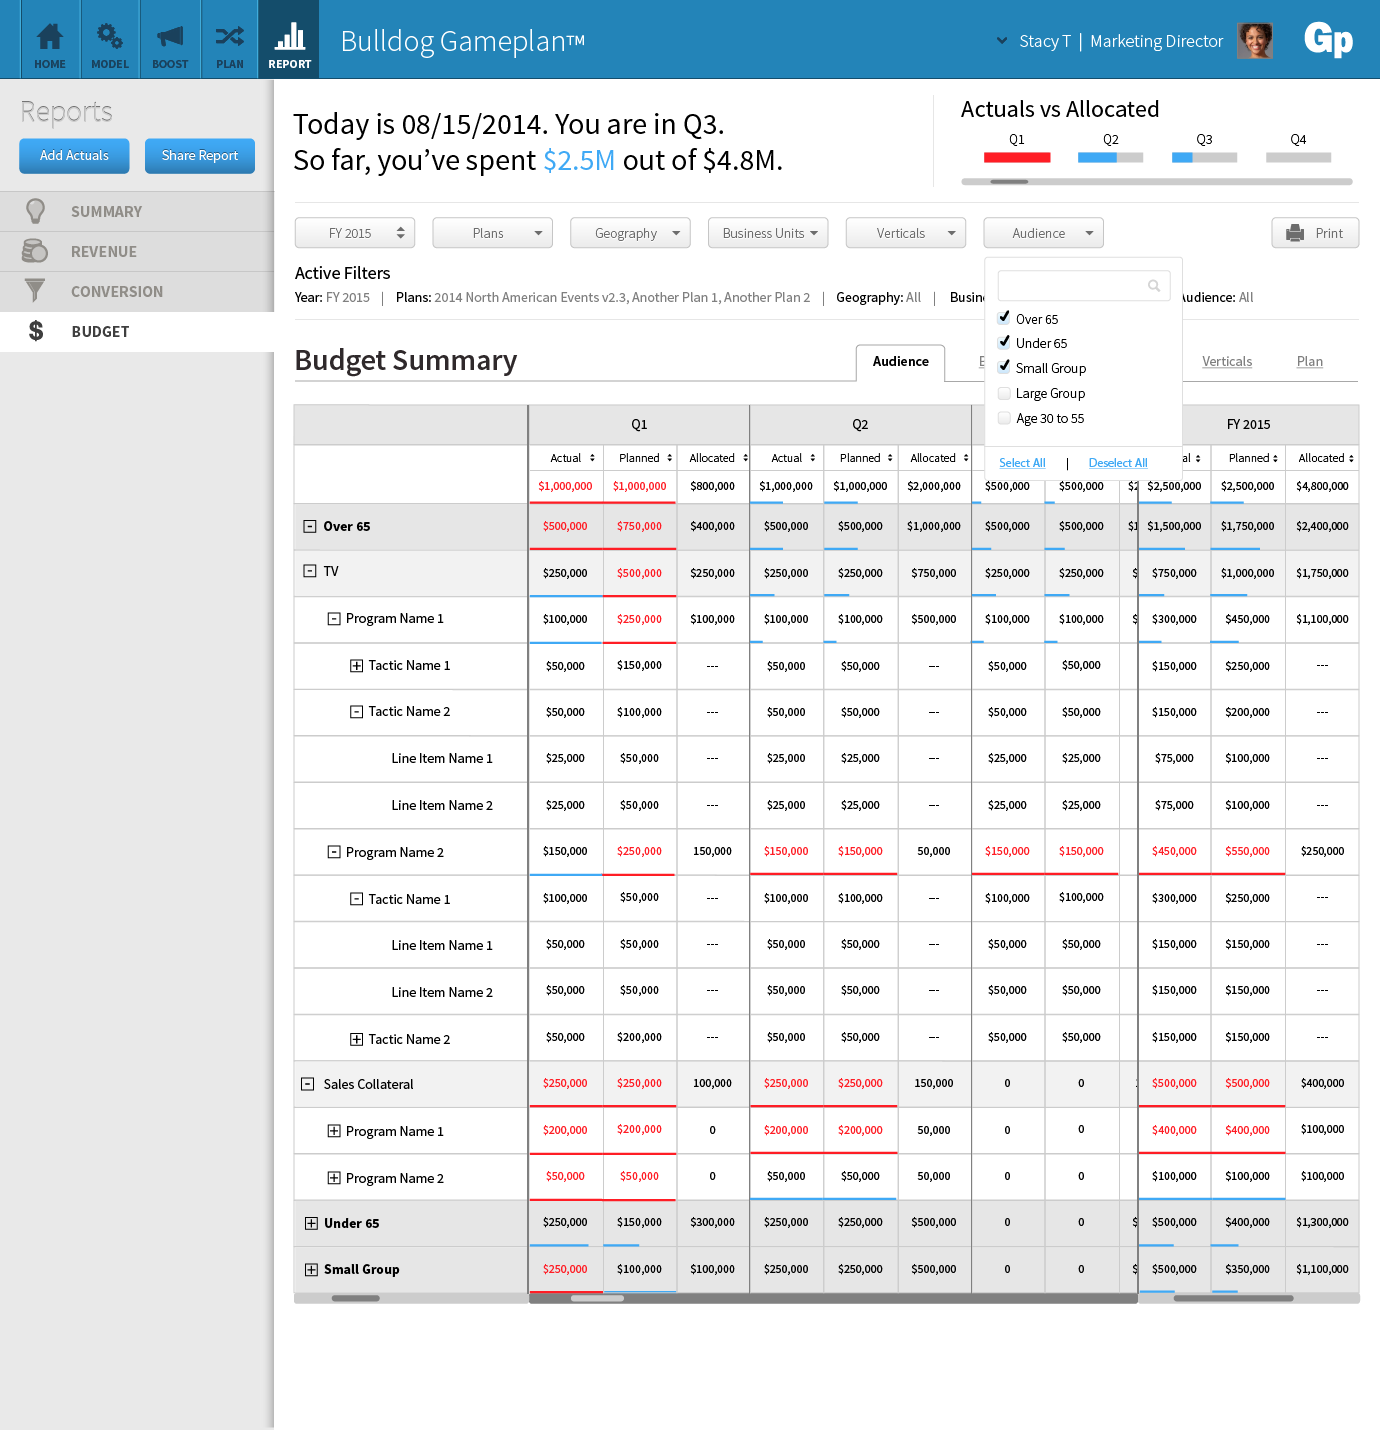 HOME MODEL BOOST PLAN REPORT Bulldog Gameplan™ Stacy T | Marketing Director Gp
Reports
Add Actuals Share Report
SUMMARY
REVENUE
CONVERSION
BUDGET
Today is 08/15/2014. You are in Q3.
So far, you've spent $2.5M out of $4.8M.
Actuals vs Allocated
Q1 Q2 Q3 Q4
FY 2015 Plans Geography Business Units Verticals Audience Print
Active Filters
Year: FY 2015 | Plans: 2014 North American Events v2.3, Another Plan 1, Another Plan 2 | Geography: All | Audience: All
Over 65
Under 65
Small Group
Large Group
Age 30 to 55
Select All | Deselect All
Budget Summary Audience Verticals Plan
Q1 Q2 FY 2015
Actual Planned Allocated Actual Planned Allocated Planned Allocated
$1,000,000 $1,000,000 $800,000 $1,000,000 $1,000,000 $2,000,000 $500,000 $500,000 $2,500,000 $2,500,000 $4,800,000
Over 65 $500,000 $750,000 $400,000 $500,000 $500,000 $1,000,000 $500,000 $500,000 $1,500,000 $1,750,000 $2,400,000
TV $250,000 $500,000 $250,000 $250,000 $250,000 $750,000 $250,000 $250,000 $750,000 $1,000,000 $1,750,000
Program Name 1 $100,000 $250,000 $100,000 $100,000 $100,000 $500,000 $100,000 $100,000 $300,000 $450,000 $1,100,000
Tactic Name 1 $50,000 $150,000 --- $50,000 $50,000 --- $50,000 $50,000 $150,000 $250,000 ---
Tactic Name 2 $50,000 $100,000 --- $50,000 $50,000 --- $50,000 $50,000 $150,000 $200,000 ---
Line Item Name 1 $25,000 $50,000 --- $25,000 $25,000 --- $25,000 $25,000 $75,000 $100,000 ---
Line Item Name 2 $25,000 $50,000 --- $25,000 $25,000 --- $25,000 $25,000 $75,000 $100,000 ---
Program Name 2 $150,000 $250,000 150,000 $150,000 $150,000 50,000 $150,000 $150,000 $450,000 $550,000 $250,000
Tactic Name 1 $100,000 $50,000 --- $100,000 $100,000 --- $100,000 $100,000 $300,000 $250,000 ---
Line Item Name 1 $50,000 $50,000 --- $50,000 $50,000 --- $50,000 $50,000 $150,000 $150,000 ---
Line Item Name 2 $50,000 $50,000 --- $50,000 $50,000 --- $50,000 $50,000 $150,000 $150,000 ---
Tactic Name 2 $50,000 $200,000 --- $50,000 $50,000 --- $50,000 $50,000 $150,000 $150,000 ---
Sales Collateral $250,000 $250,000 100,000 $250,000 $250,000 150,000 0 0 $500,000 $500,000 $400,000
Program Name 1 $200,000 $200,000 0 $200,000 $200,000 50,000 0 0 $400,000 $400,000 $100,000
Program Name 2 $50,000 $50,000 0 $50,000 $50,000 50,000 0 0 $100,000 $100,000 $100,000
Under 65 $250,000 $150,000 $300,000 $250,000 $250,000 $500,000 0 0 $500,000 $400,000 $1,300,000
Small Group $250,000 $100,000 $100,000 $250,000 $250,000 $500,000 0 0 $500,000 $350,000 $1,100,000